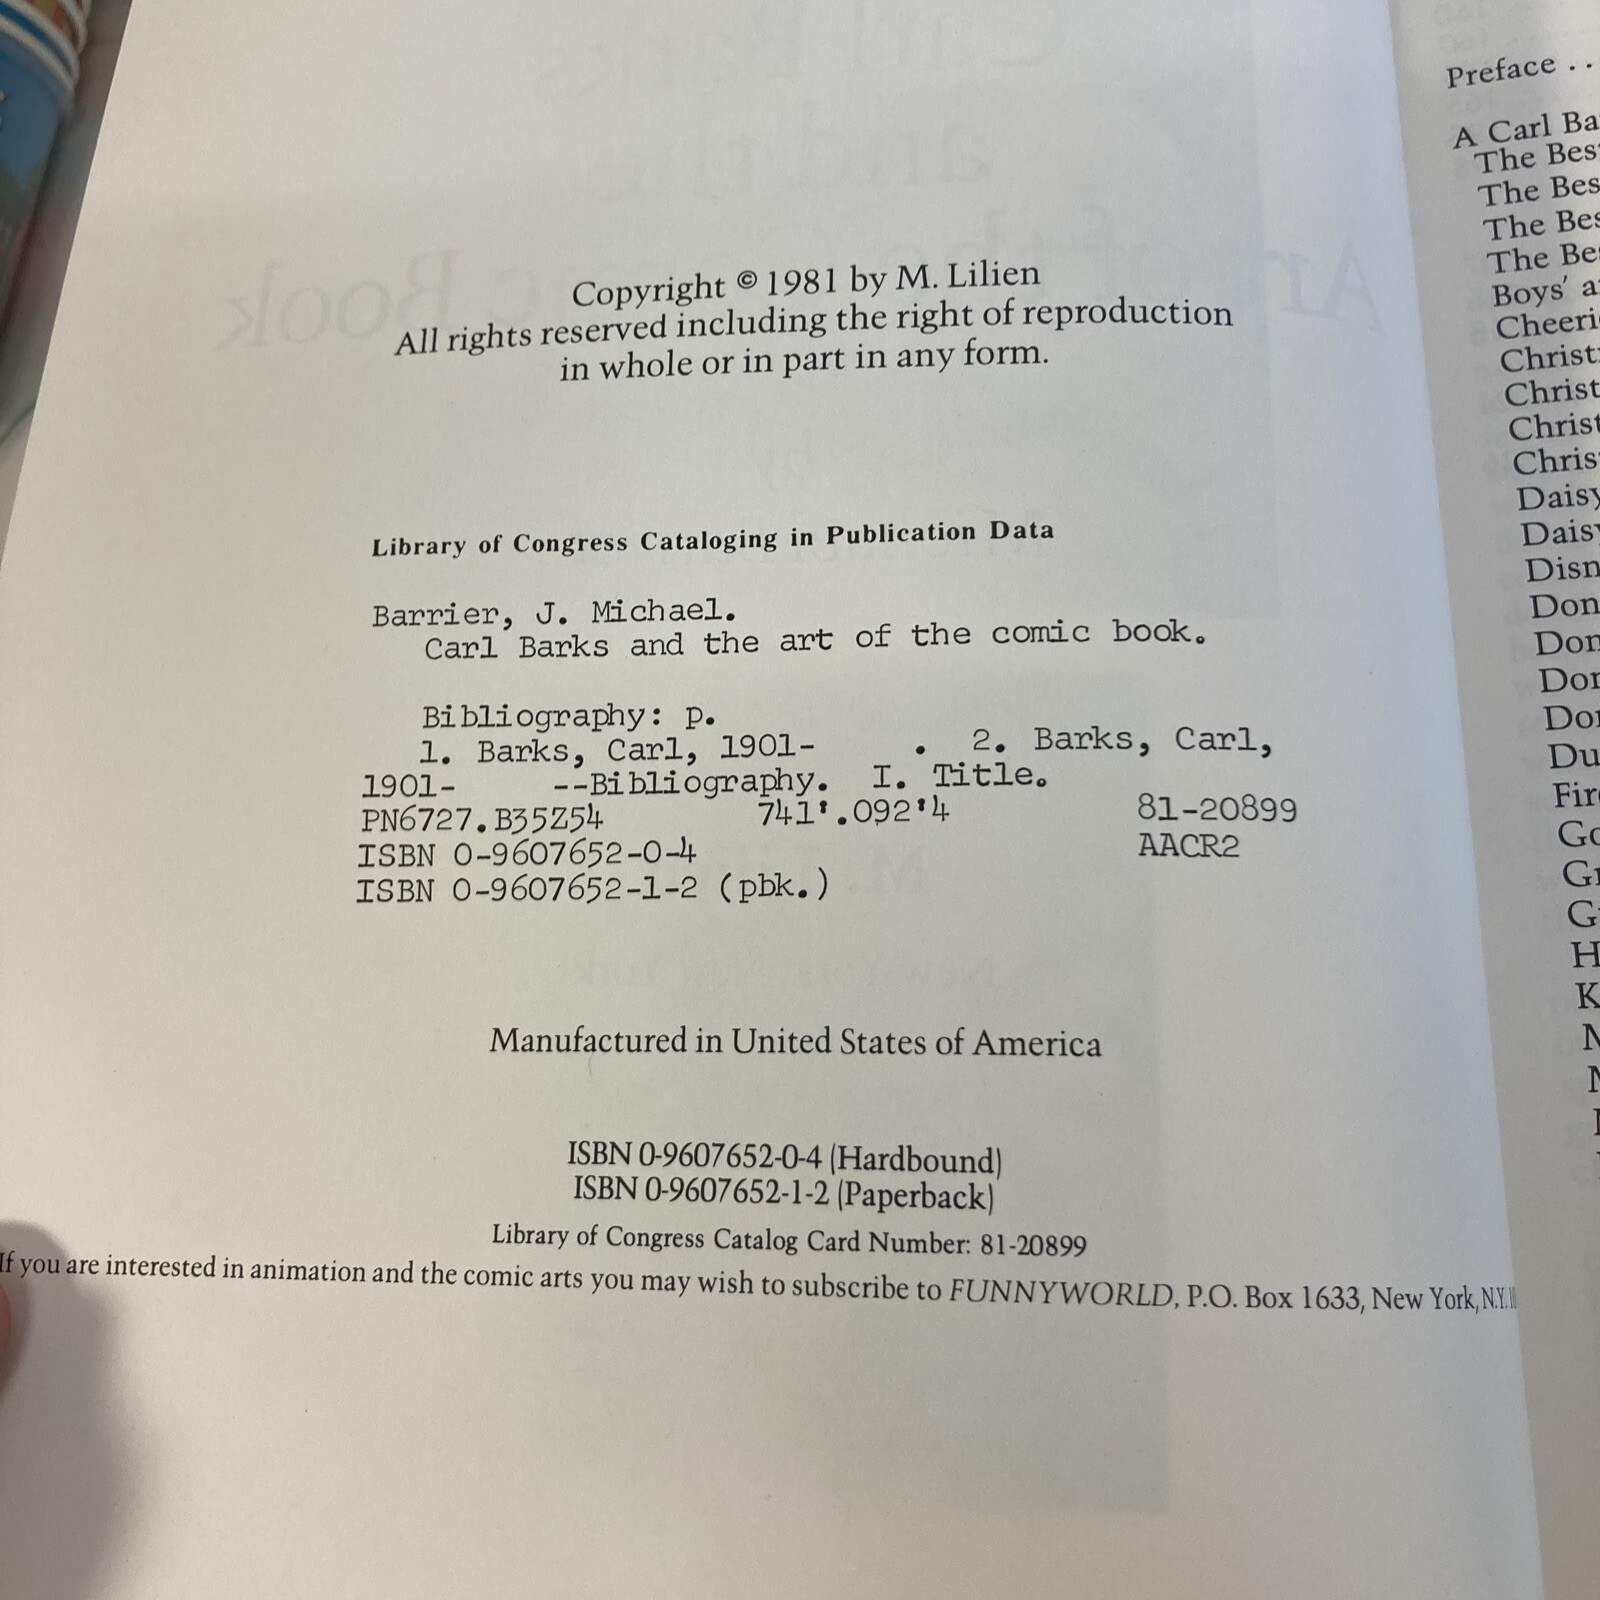 Copyright © 1981 by M. Lilien
All rights reserved including the right of reproduction
in whole or in part in any form.
Library of Congress Cataloging in Publication Data
Barrier, J. Michael.
Carl Barks and the art of the comic book.
Bibliography: p.
1. Barks, Carl, 1901- . 2. Barks, Carl,
1901- --Bibliography. I. Title.
PN6727.B35Z54 741'.092'4 81-20899
ISBN 0-9607652-0-4 AACR2
ISBN 0-9607652-1-2 (pbk.)
Manufactured in United States of America
ISBN 0-9607652-0-4 (Hardbound)
ISBN 0-9607652-1-2 (Paperback)
Library of Congress Catalog Card Number: 81-20899
If you are interested in animation and the comic arts you may wish to subscribe to FUNNYWORLD, P.O. Box 1633, New York, N.Y.
Preface . .
A Carl Ba
The Bes
The Bes
The Bes
The Be
Boys' a
Cheeri
Christ
Christ
Christ
Chris
Daisy
Daisy
Disn
Don
Don
Don
Don
Du
Fire
Go
Gr
G
H
K
M